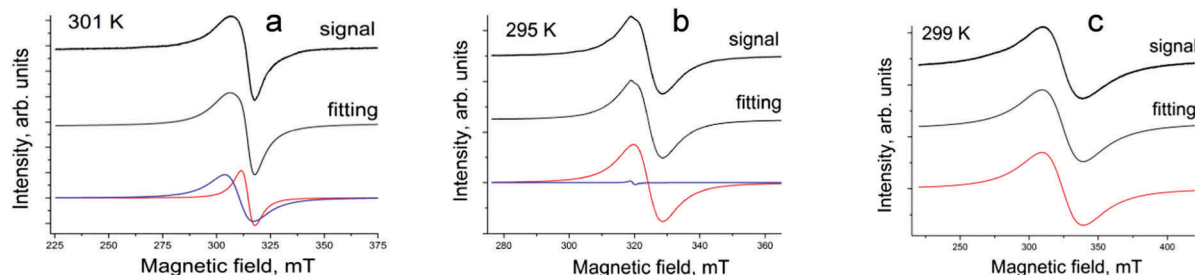 301 K
a
signal
fitting
Intensity, arb. units
225 250 275 300 325 350 375
Magnetic field, mT
295 K
b
signal
fitting
Intensity, arb. units
280 300 320 340 360
Magnetic field, mT
299 K
c
signal
fitting
Intensity, arb. units
250 300 350 400
Magnetic field, mT